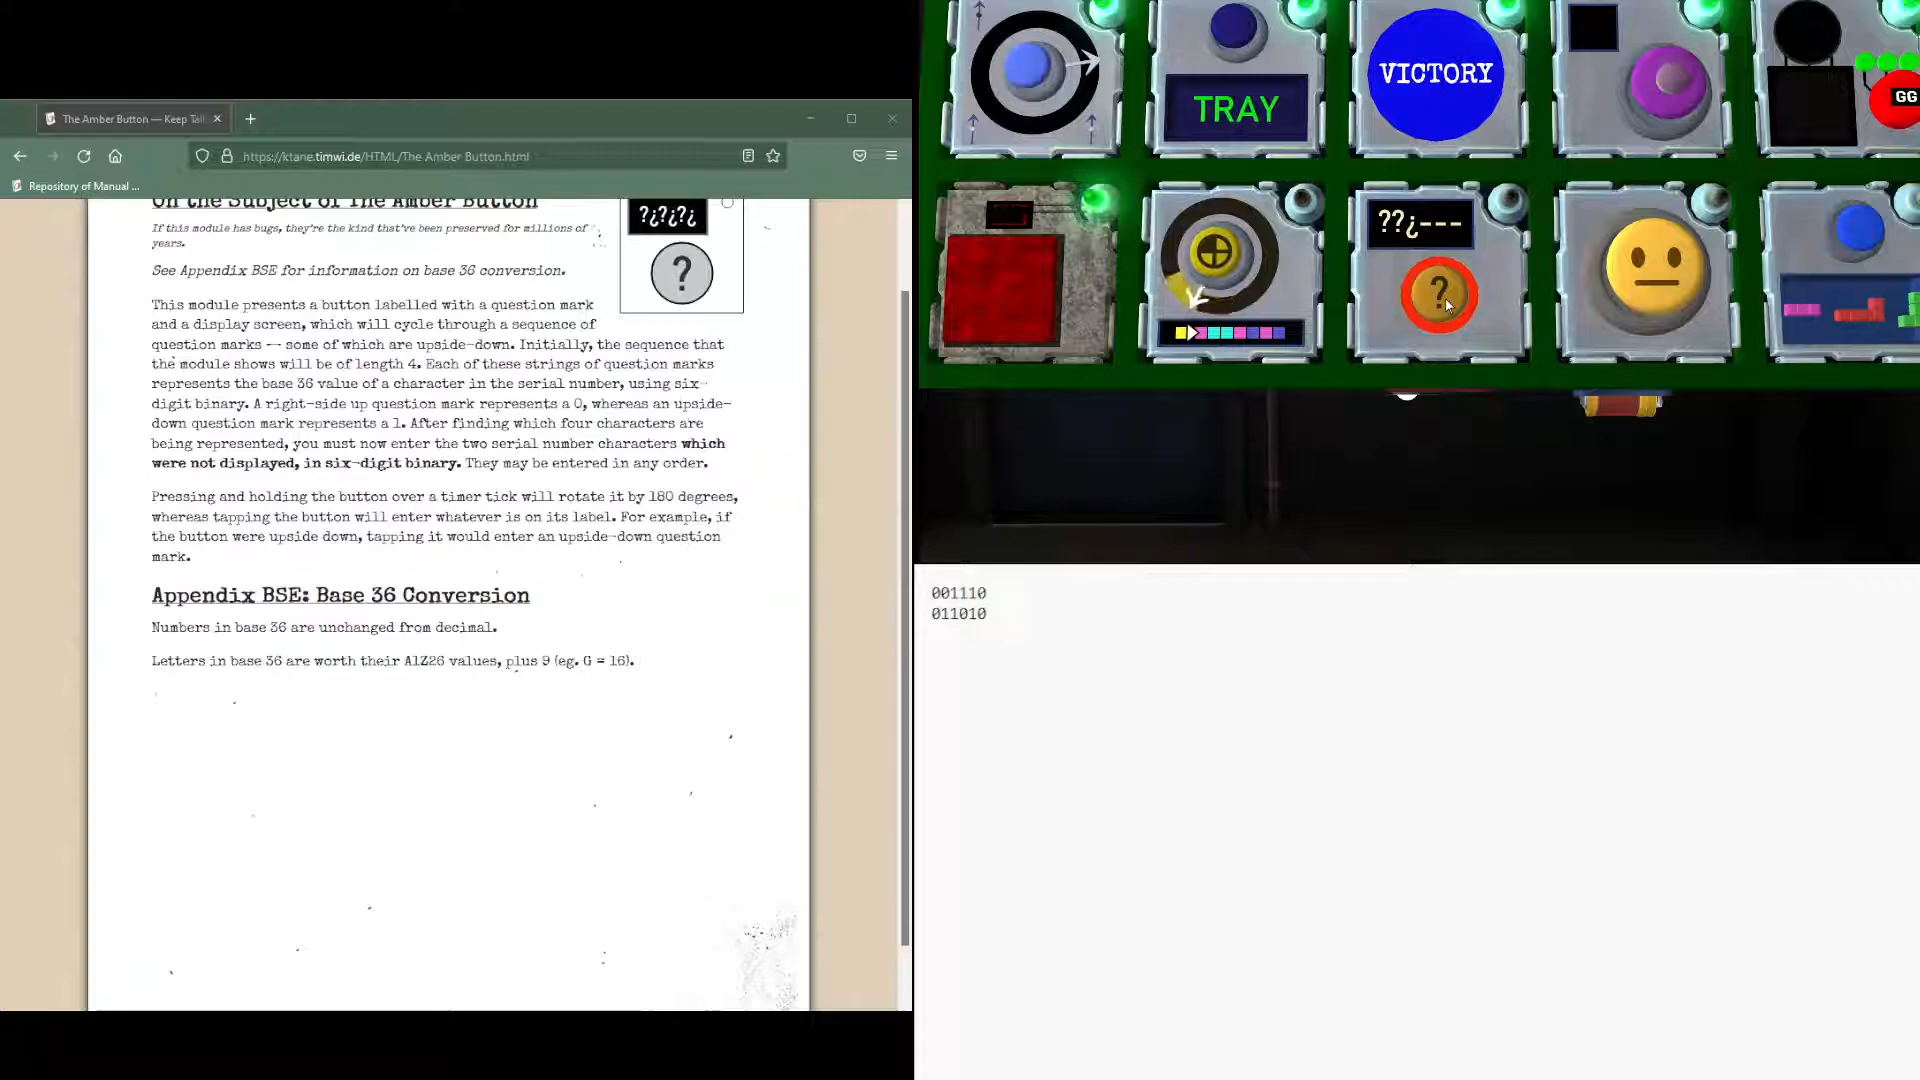 The Amber Button — Keep Tal
https://ktane.timwi.de/HTML/The Amber Button.html
Repository of Manual ...
On the Subject of The Amber Button
If this module has bugs, they're the kind that've been preserved for millions of
years.
See Appendix BSE for information on base 36 conversion.
?¿?¿?¿
?
This module presents a button labelled with a question mark
and a display screen, which will cycle through a sequence of
question marks -- some of which are upside-down. Initially, the sequence that
the module shows will be of length 4. Each of these strings of question marks
represents the base 36 value of a character in the serial number, using six-
digit binary. A right-side up question mark represents a 0, whereas an upside-
down question mark represents a 1. After finding which four characters are
being represented, you must now enter the two serial number characters which
were not displayed, in six-digit binary. They may be entered in any order.
Pressing and holding the button over a timer tick will rotate it by 180 degrees,
whereas tapping the button will enter whatever is on its label. For example, if
the button were upside down, tapping it would enter an upside-down question
mark.
Appendix BSE: Base 36 Conversion
Numbers in base 36 are unchanged from decimal.
Letters in base 36 are worth their A1Z26 values, plus 9 (eg. G = 16).
TRAY
VICTORY
GG
??¿---
?
001110
011010